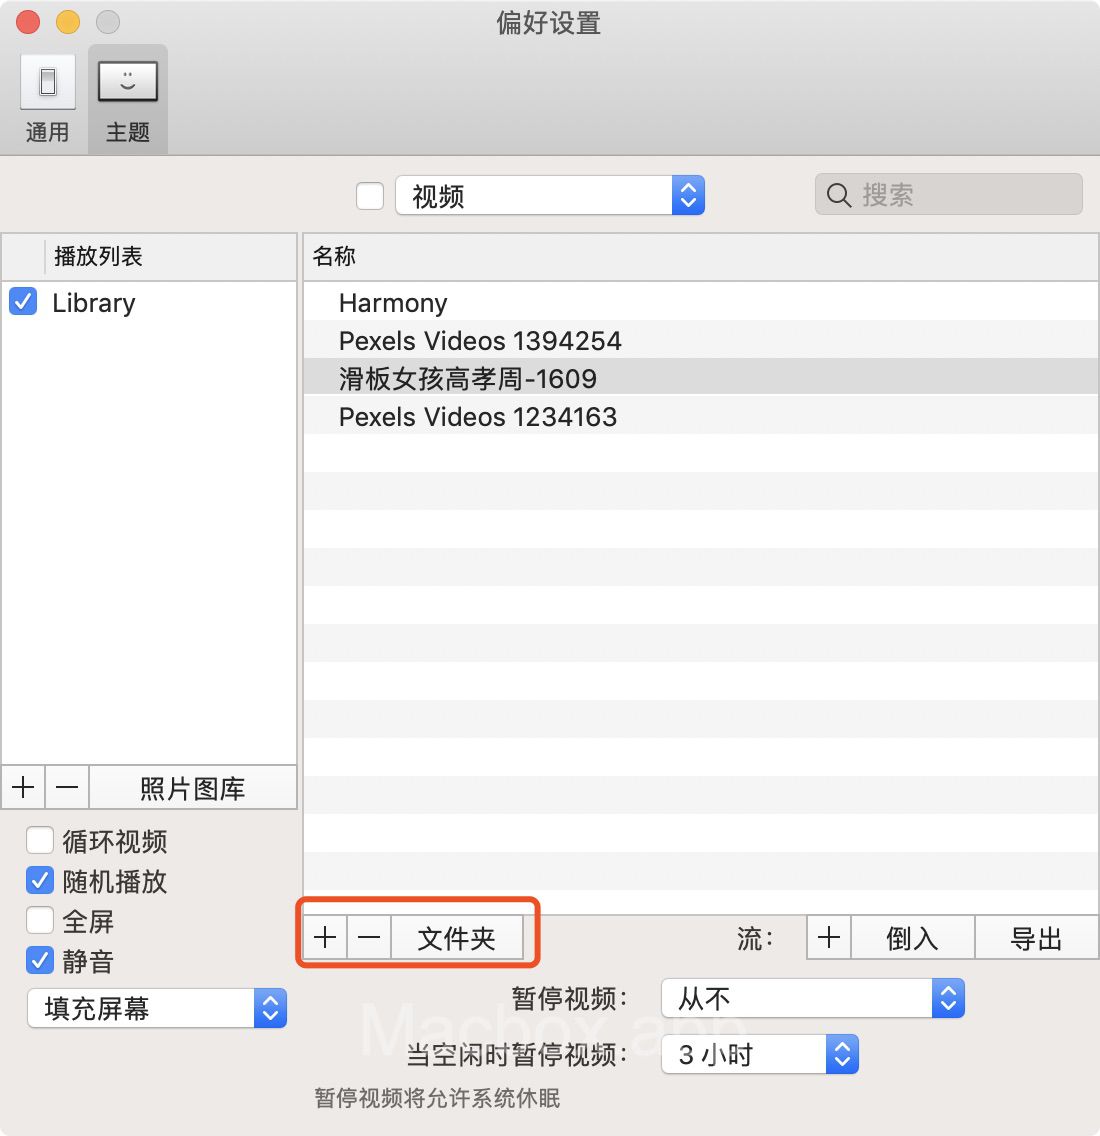 偏好设置
通用
主题
视频
搜索
播放列表
名称
Library
Harmony
Pexels Videos 1394254
滑板女孩高孝周-1609
Pexels Videos 1234163
照片图库
循环视频
随机播放
全屏
静音
填充屏幕
文件夹
流：
倒入
导出
暂停视频：
从不
Macbox.app
当空闲时暂停视频：
3 小时
暂停视频将允许系统休眠